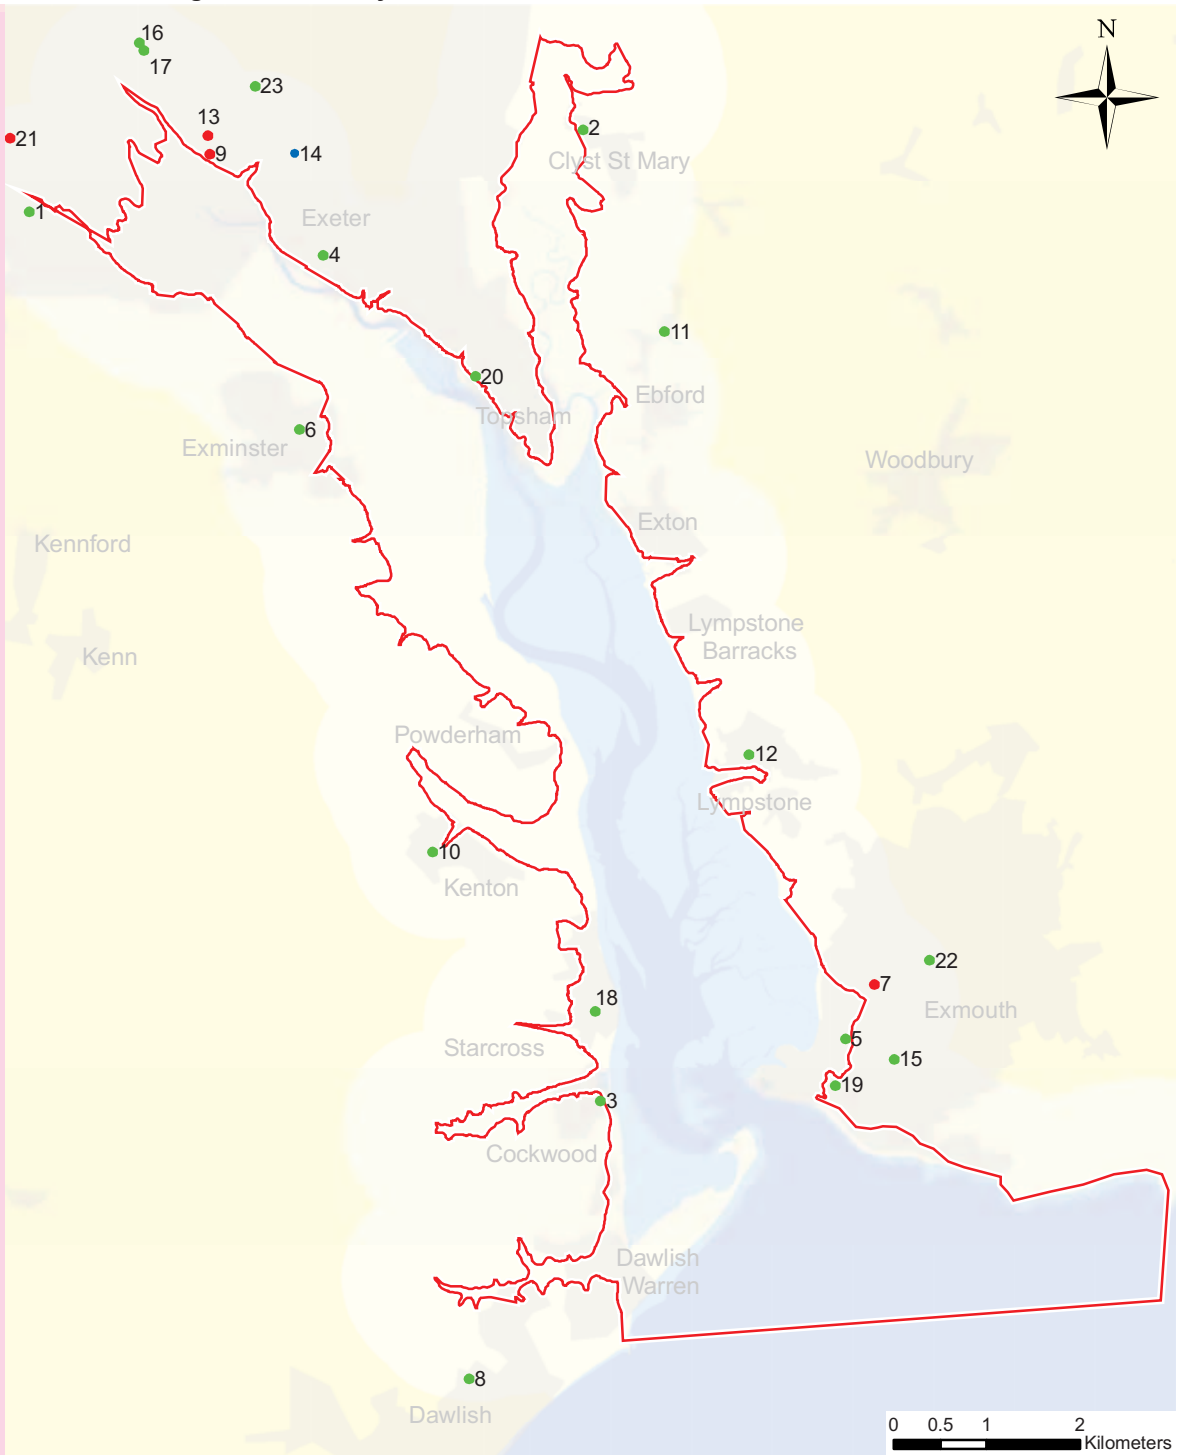 16
N
17
23
13
21
2
9
14
Clyst St Mary
1
Exeter
4
11
20
Ebford
Topsham
6
Exminster
Woodbury
Exton
Kennford
Lympstone
Barracks
Kenn
Powderham
12
Lympstone
10
Kenton
22
7
18
Exmouth
5
Starcross
15
19
3
Cockwood
Dawlish
Warren
8
Dawlish
0 0.5 1 2
Kilometers